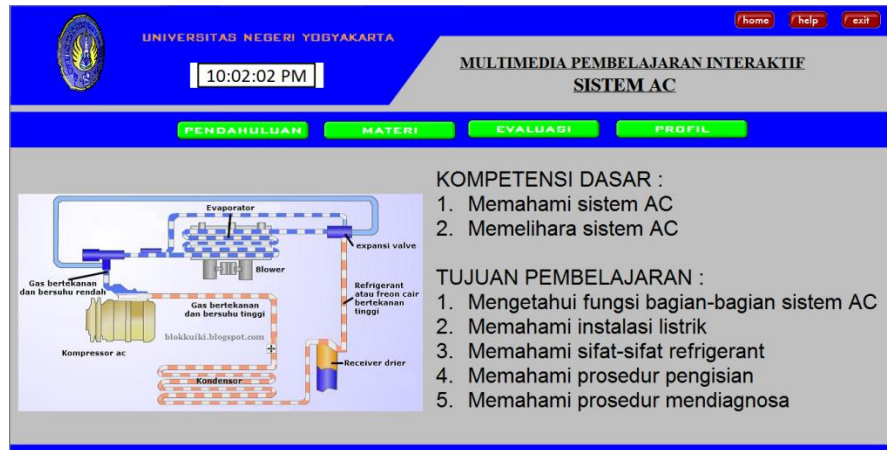 home help exit
UNIVERSITAS NEGERI YOGYAKARTA
10:02:02 PM
MULTIMEDIA PEMBELAJARAN INTERAKTIF
SISTEM AC
PENDAHULUAN MATERI EVALUASI PROFIL
Evaporator
expansi valve
Blower
Gas bertekanan
dan bersuhu rendah
Gas bertekanan
dan bersuhu tinggi
Refrigerant
atau freon cair
bertekanan
tinggi
blokkuiki.blogspot.com
Kompressor ac
Receiver drier
Kondensor
KOMPETENSI DASAR :
1. Memahami sistem AC
2. Memelihara sistem AC
TUJUAN PEMBELAJARAN :
1. Mengetahui fungsi bagian-bagian sistem AC
2. Memahami instalasi listrik
3. Memahami sifat-sifat refrigerant
4. Memahami prosedur pengisian
5. Memahami prosedur mendiagnosa